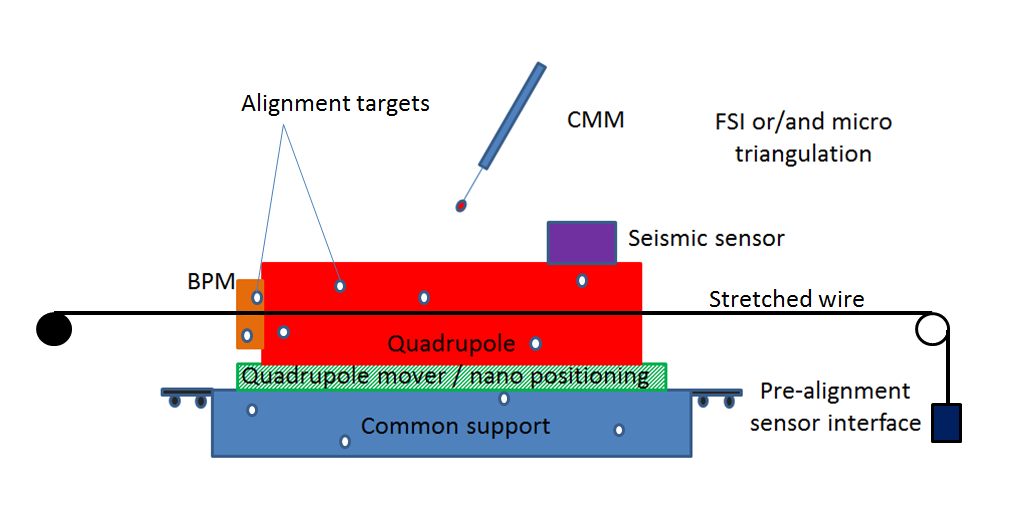 Alignment targets
CMM
FSI or/and micro
triangulation
Seismic sensor
BPM
Stretched wire
Quadrupole
Quadrupole mover / nano positioning
Pre-alignment
sensor interface
Common support